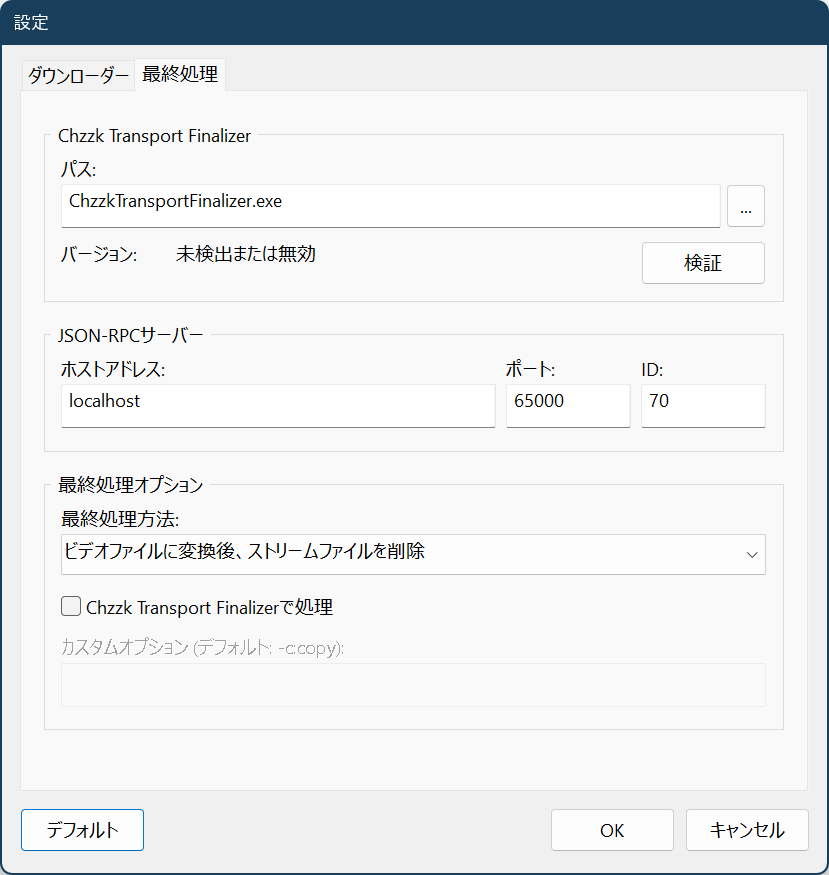 設定
ダウンローダー 最終処理
Chzzk Transport Finalizer
パス:
ChzzkTransportFinalizer.exe ...
バージョン: 未検出または無効 検証
JSON-RPCサーバー
ホストアドレス: ポート: ID:
localhost 65000 70
最終処理オプション
最終処理方法:
ビデオファイルに変換後、ストリームファイルを削除
Chzzk Transport Finalizerで処理
カスタムオプション (デフォルト: -c:copy):
デフォルト OK キャンセル